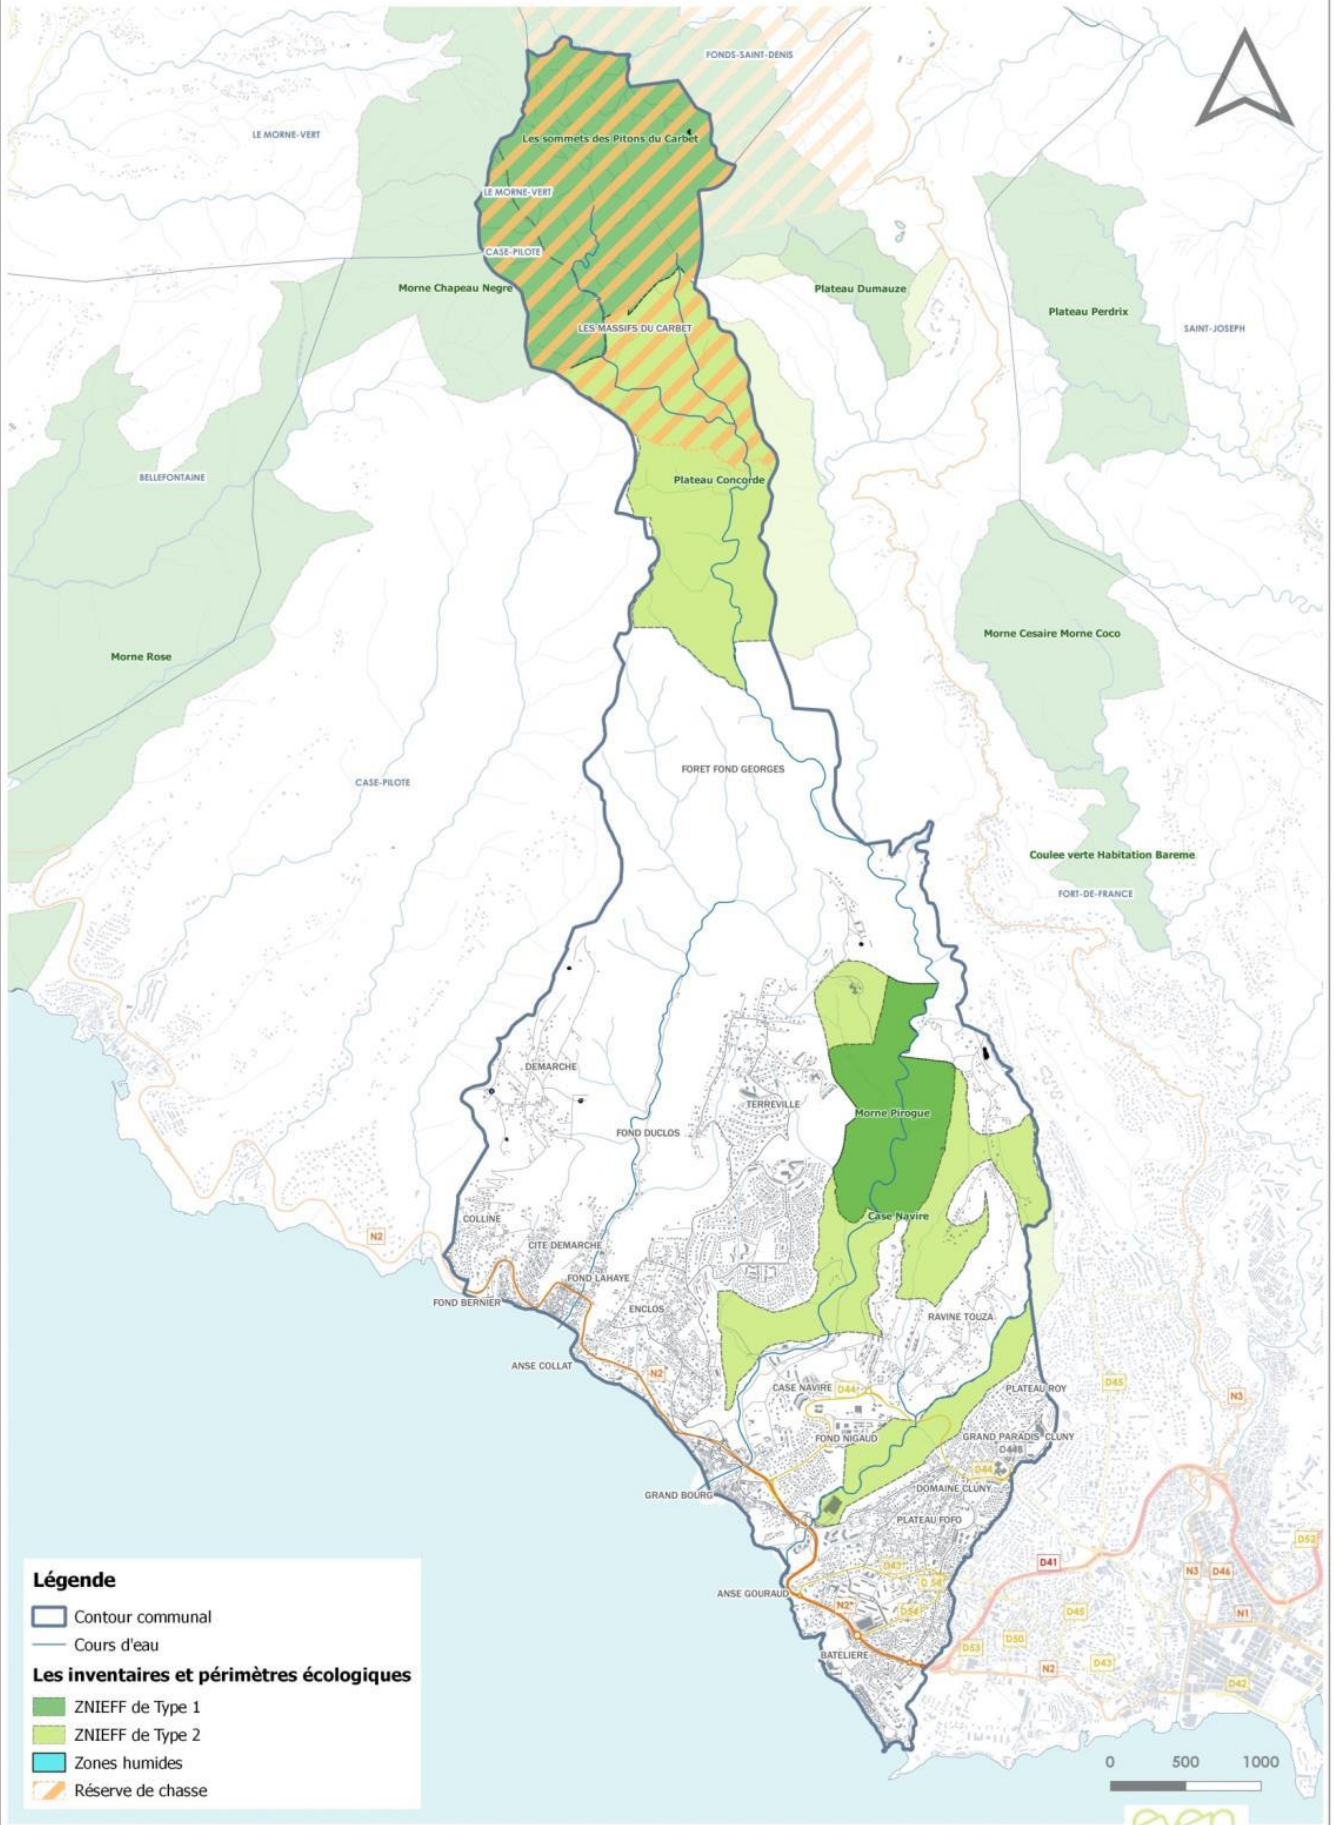 FONDS-SAINT-DENIS
LE MORNE-VERT
Les sommets des Pitons du Carbet
LE MORNE-VERT
CASE-PILOTE
Morne Chapeau Negre
Plateau Dumauze
Plateau Perdrix
LES MASSIFS DU CARBET
SAINT-JOSEPH
BELLEFONTAINE
Plateau Concorde
Morne Cesaire Morne Coco
Morne Rose
FORET FOND GEORGES
CASE-PILOTE
Coulee verte Habitation Bareme
FORT-DE-FRANCE
DEMARCHE
TERREVILLE
Morne Pirogue
FOND DUCLOS
Case Navire
COLLINE
N2
CITE DEMARCHE
FOND LAHAYE
FOND BERNIER
ENCLOS
RAVINE TOUZA
ANSE COLLAT
N2
CASE NAVIRE
D44
PLATEAU ROY
D45
N3
FOND NIGAUD
GRAND PARADIS CLUNY
D44B
D44
GRAND BOURG
DOMAINE CLUNY
PLATEAU FOFO
D52
D41
D43
N3
D46
ANSE GOURAUD
N2*
D54
D45
N1
BATELIERE
D53
D50
D43
N2
D42
Légende
Contour communal
Cours d'eau
Les inventaires et périmètres écologiques
ZNIEFF de Type 1
ZNIEFF de Type 2
Zones humides
Réserve de chasse
0 500 1000
even